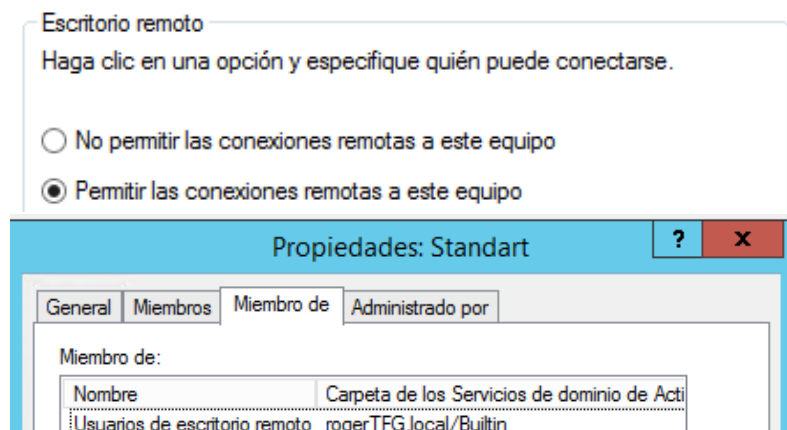 Escritorio remoto
Haga clic en una opción y especifique quién puede conectarse.
No permitir las conexiones remotas a este equipo
Permitir las conexiones remotas a este equipo
Propiedades: Standart ? x
General Miembros Miembro de Administrado por
Miembro de:
Nombre Carpeta de los Servicios de dominio de Acti
Usuarios de escritorio remoto rogerTFG.local/Builtin